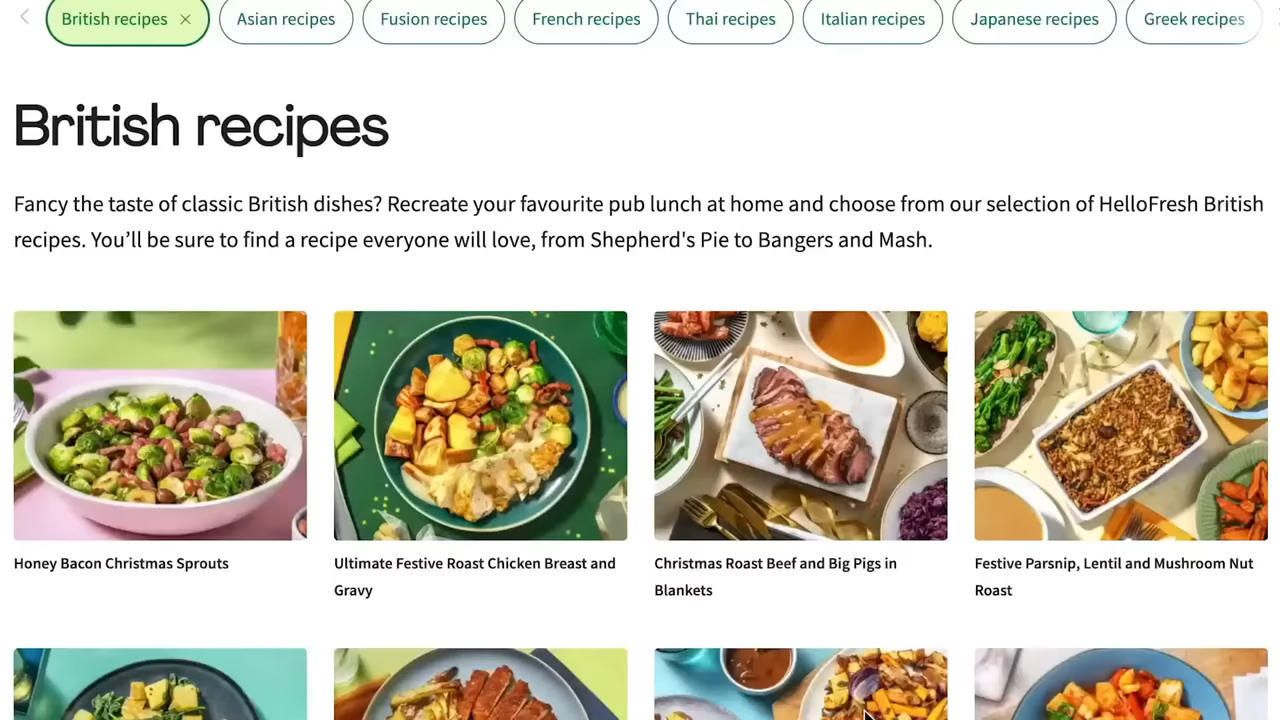 British recipes ×
Asian recipes
Fusion recipes
French recipes
Thai recipes
Italian recipes
Japanese recipes
Greek recipes
British recipes
Fancy the taste of classic British dishes? Recreate your favourite pub lunch at home and choose from our selection of HelloFresh British
recipes. You’ll be sure to find a recipe everyone will love, from Shepherd's Pie to Bangers and Mash.
Honey Bacon Christmas Sprouts
Ultimate Festive Roast Chicken Breast and
Gravy
Christmas Roast Beef and Big Pigs in
Blankets
Festive Parsnip, Lentil and Mushroom Nut
Roast